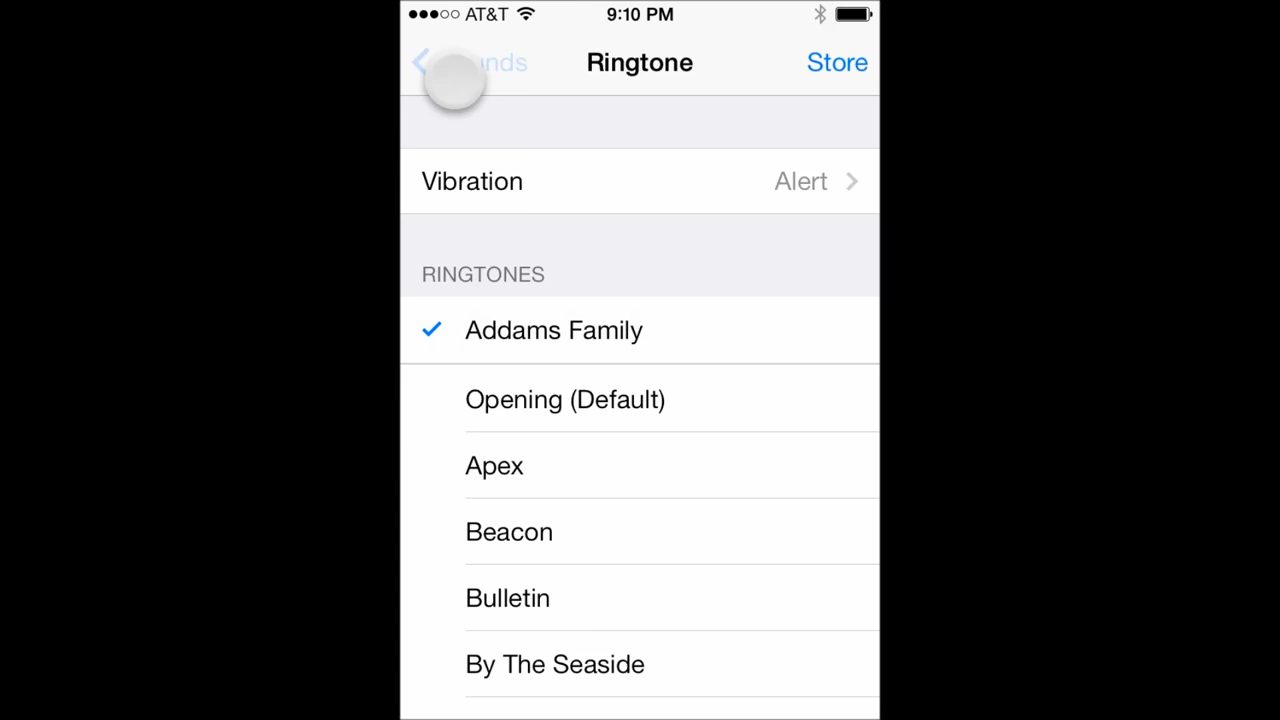 AT&T 9:10 PM
Ringtone Store
Vibration Alert
RINGTONES
Addams Family
Opening (Default)
Apex
Beacon
Bulletin
By The Seaside